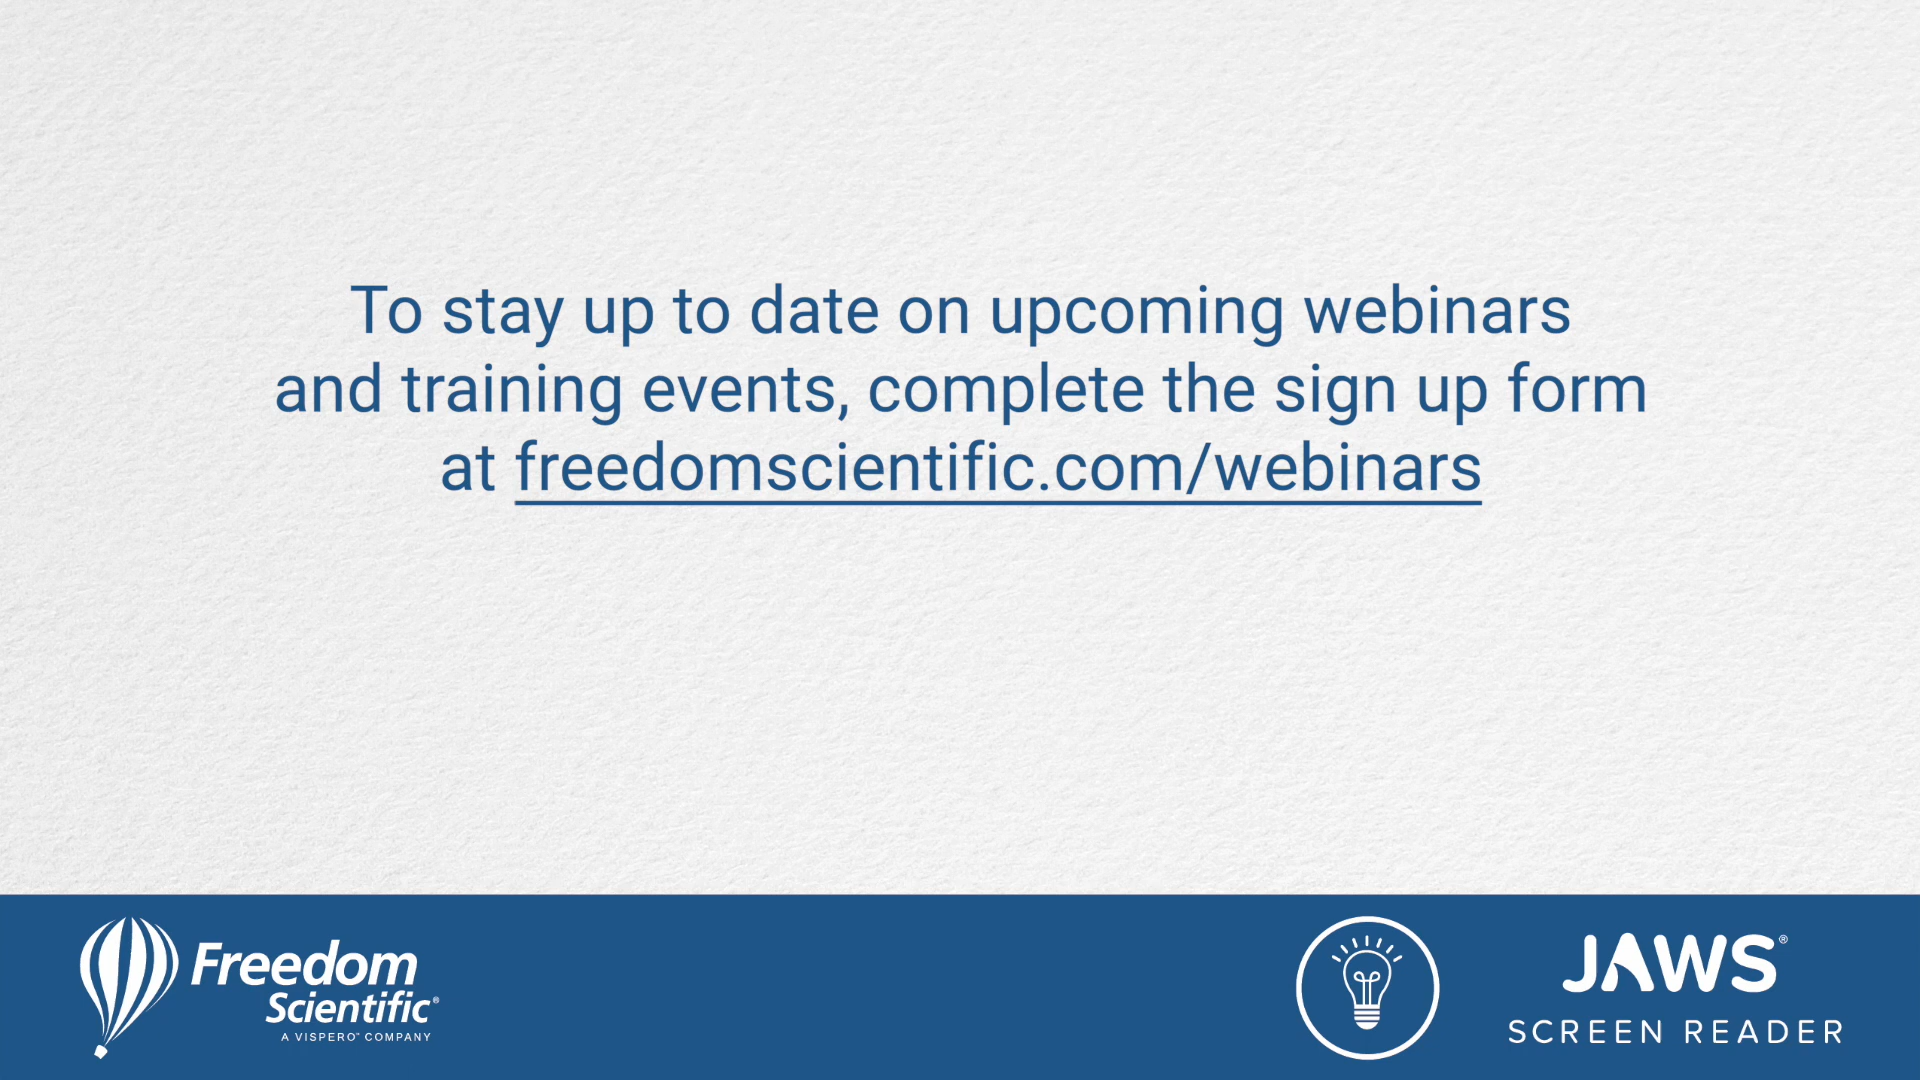 To stay up to date on upcoming webinars
and training events, complete the sign up form
at freedomscientific.com/webinars
Freedom
Scientific®
A VISPERO™ COMPANY
JAWS®
SCREEN READER